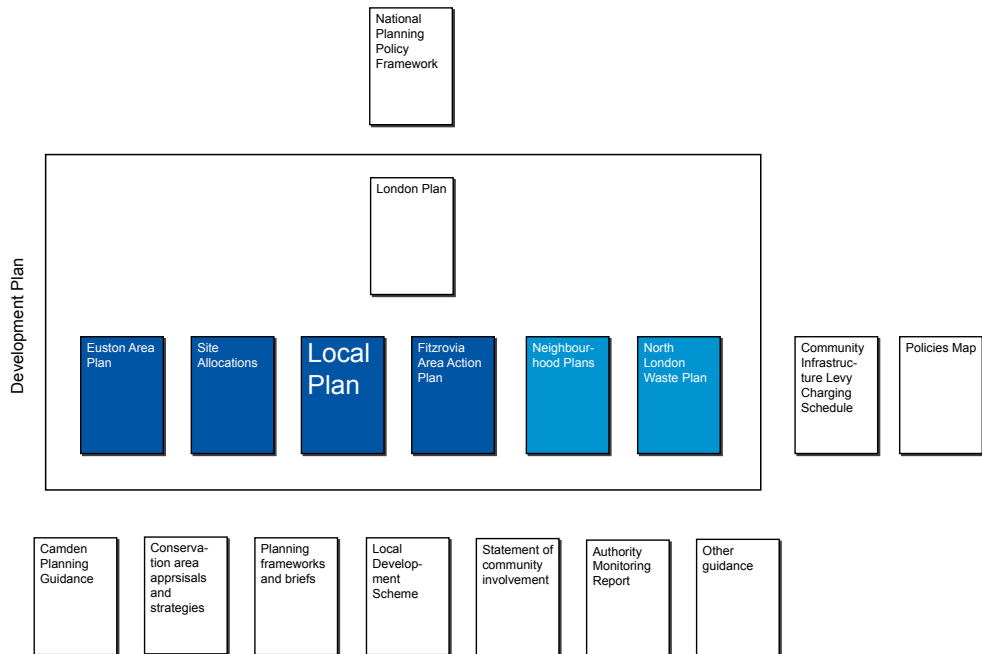 National
Planning
Policy
Framework
London Plan
Development Plan
Euston Area
Plan
Site
Allocations
Local
Plan
Fitzrovia
Area Action
Plan
Neighbour-
hood Plans
North
London
Waste Plan
Community
Infrastruc-
ture Levy
Charging
Schedule
Policies Map
Camden
Planning
Guidance
Conserva-
tion area
apprsisals
and
strategies
Planning
frameworks
and briefs
Local
Develop-
ment
Scheme
Statement of
community
involvement
Authority
Monitoring
Report
Other
guidance